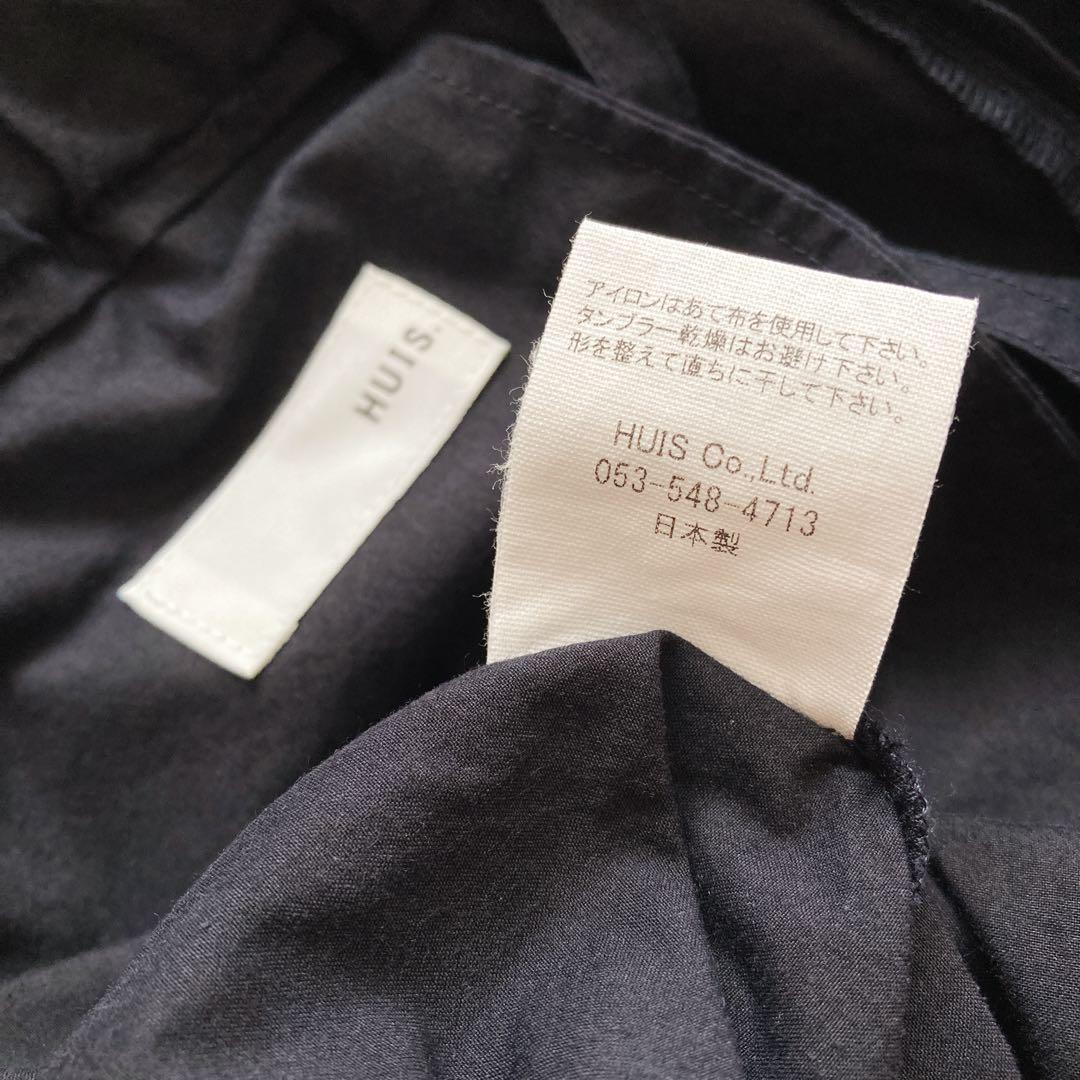 HUIS.
アイロンはあて布を使用して下さい。
タンブラー乾燥はお避け下さい。
形を整えて直ちに干して下さい。
HUIS Co.,Ltd.
053-548-4713
日本製